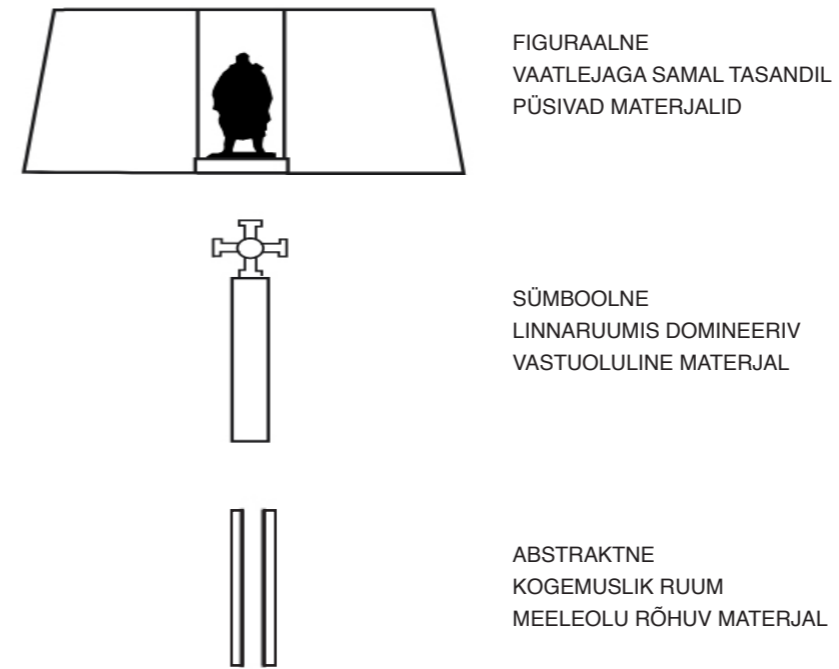 FIGURAALNE
VAATLEJAGA SAMAL TASANDIL
PÜSIVAD MATERJALID
SÜMBOOLNE
LINNARUUMIS DOMINEERIV
VASTUOLULINE MATERJAL
ABSTRAKTNE
KOGEMUSLIK RUUM
MEELEOLU RÕHUV MATERJAL